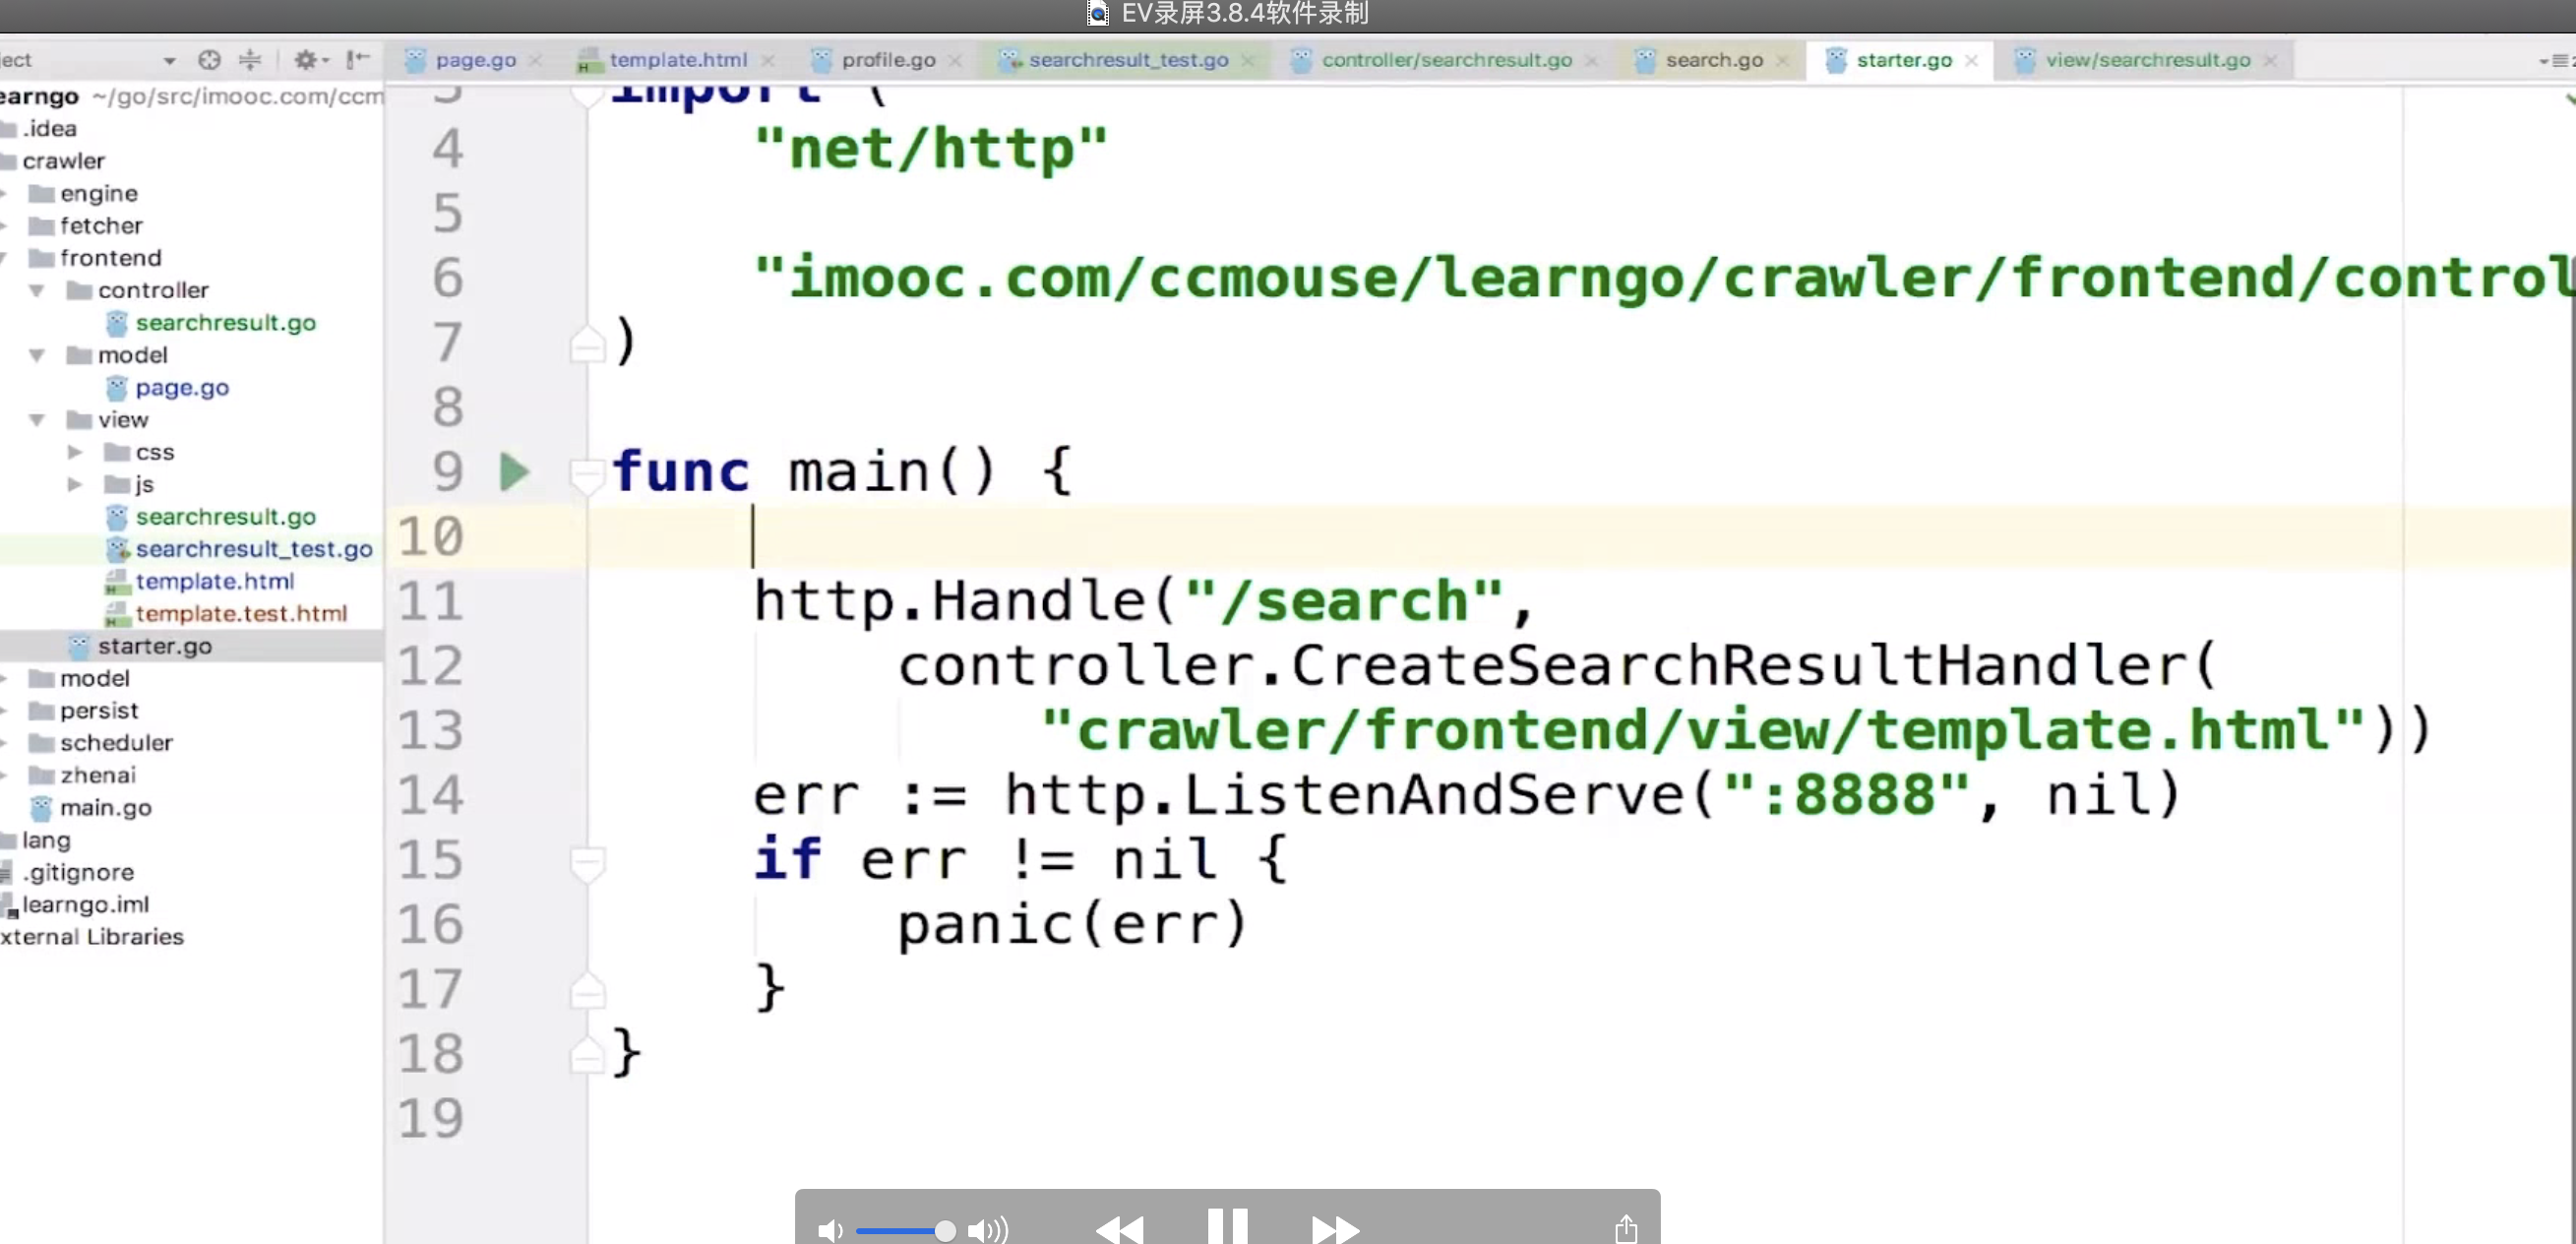 EV录屏3.8.4软件录制
ject
page.go
template.html
profile.go
searchresult_test.go
controller/searchresult.go
search.go
starter.go
view/searchresult.go
earngo ~/go/src/imooc.com/ccm
.idea
crawler
engine
fetcher
frontend
controller
searchresult.go
model
page.go
view
css
js
searchresult.go
searchresult_test.go
template.html
template.test.html
starter.go
model
persist
scheduler
zhenai
main.go
lang
.gitignore
learngo.iml
xternal Libraries
3 import (
4 "net/http"
5
6 "imooc.com/ccmouse/learngo/crawler/frontend/control
7 )
8
9 func main() {
10
11 http.Handle("/search",
12 controller.CreateSearchResultHandler(
13 "crawler/frontend/view/template.html"))
14 err := http.ListenAndServe(":8888", nil)
15 if err != nil {
16 panic(err)
17 }
18 }
19